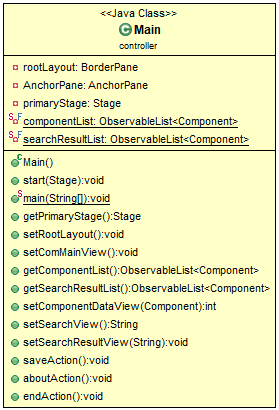 <<Java Class>>
C Main
controller
rootLayout: BorderPane
AnchorPane: AnchorPane
primaryStage: Stage
S F componentList: ObservableList<Component>
S F searchResultList: ObservableList<Component>
C Main()
start(Stage):void
S main(String[]):void
getPrimaryStage():Stage
setRootLayout():void
setComMainView():void
getComponentList():ObservableList<Component>
getSearchResultList():ObservableList<Component>
setComponentDataView(Component):int
setSearchView():String
setSearchResultView(String):void
saveAction():void
aboutAction():void
endAction():void